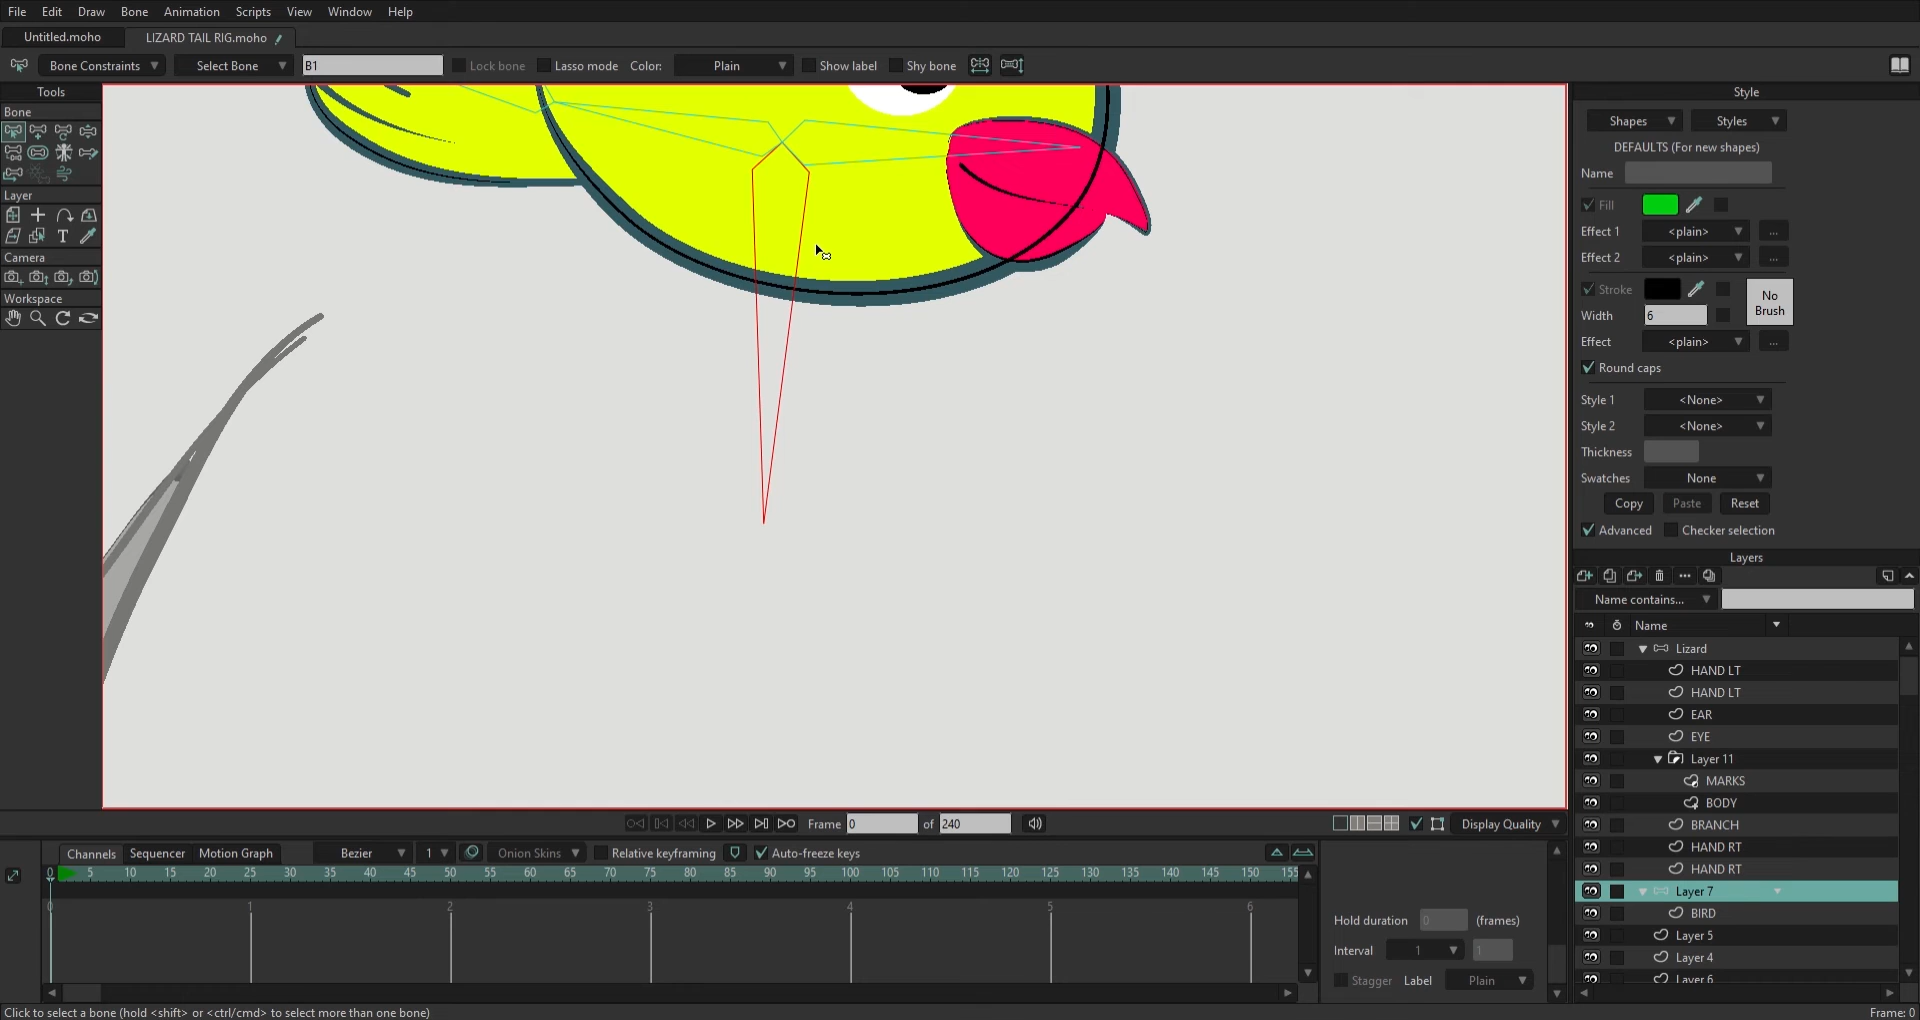 File Edit Draw Bone Animation Scripts View Window Help
Untitled.moho LIZARD TAIL RIG.moho
Bone Constraints Select Bone B1 Lock bone Lasso mode Color: Plain Show label Shy bone
Tools
Bone
Layer
T
Camera
Workspace
Style
Shapes Styles
DEFAULTS (For new shapes)
Name
Fill
Effect 1 <plain> ...
Effect 2 <plain> ...
Stroke
No
Brush
Width 6
Effect <plain> ...
Round caps
Style 1 <None>
Style 2 <None>
Thickness
Swatches None
Copy Paste Reset
Advanced Checker selection
Layers
Name contains...
Name
Lizard
HAND LT
HAND LT
EAR
EYE
Layer 11
MARKS
BODY
BRANCH
HAND RT
HAND RT
Layer 7
BIRD
Layer 5
Layer 4
Layer 6
Frame 0 of 240 Display Quality
Channels Sequencer Motion Graph Bezier 1 Onion Skins Relative keyframing Auto-freeze keys
0 5 10 15 20 25 30 35 40 45 50 55 60 65 70 75 80 85 90 95 100 105 110 115 120 125 130 135 140 145 150 155
0 1 2 3 4 5 6
Hold duration 0 (frames)
Interval 1 1
Stagger Label Plain
Click to select a bone (hold <shift> or <ctrl/cmd> to select more than one bone) Frame: 0